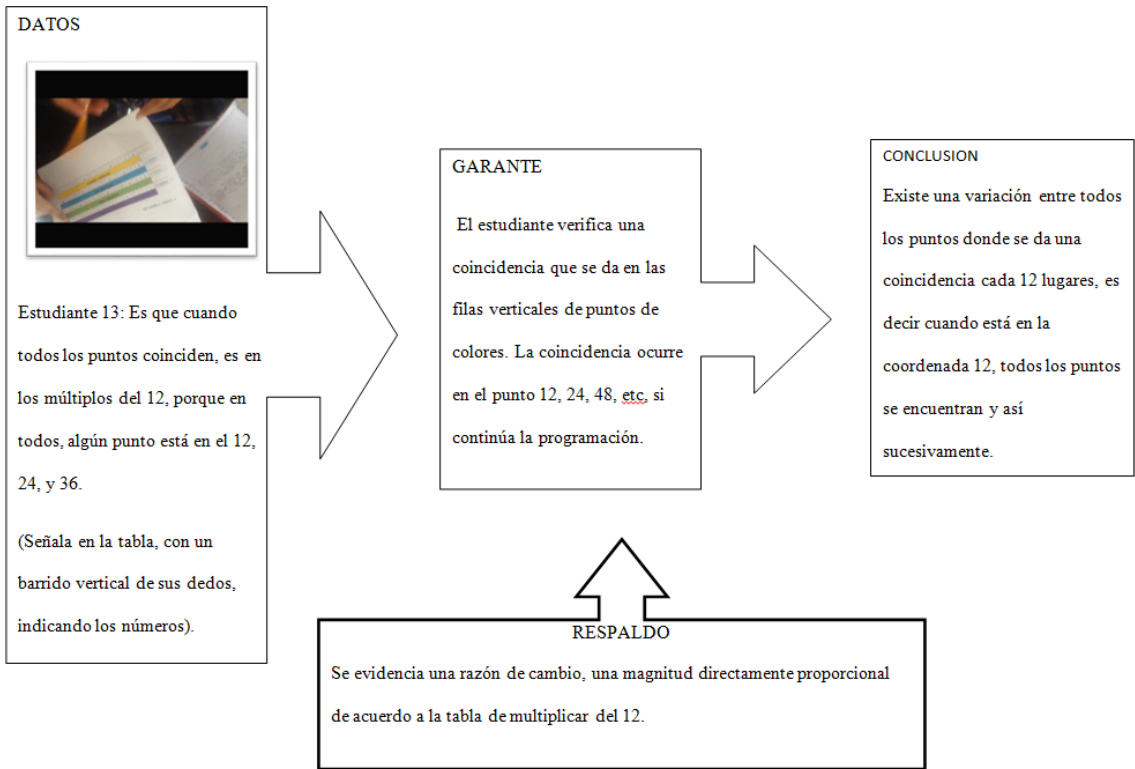 DATOS
Estudiante 13: Es que cuando
todos los puntos coinciden, es en
los múltiplos del 12, porque en
todos, algún punto está en el 12,
24, y 36.
(Señala en la tabla, con un
barrido vertical de sus dedos,
indicando los números).
GARANTE
El estudiante verifica una
coincidencia que se da en las
filas verticales de puntos de
colores. La coincidencia ocurre
en el punto 12, 24, 48, etc, si
continúa la programación.
CONCLUSION
Existe una variación entre todos
los puntos donde se da una
coincidencia cada 12 lugares, es
decir cuando está en la
coordenada 12, todos los puntos
se encuentran y así
sucesivamente.
RESPALDO
Se evidencia una razón de cambio, una magnitud directamente proporcional
de acuerdo a la tabla de multiplicar del 12.